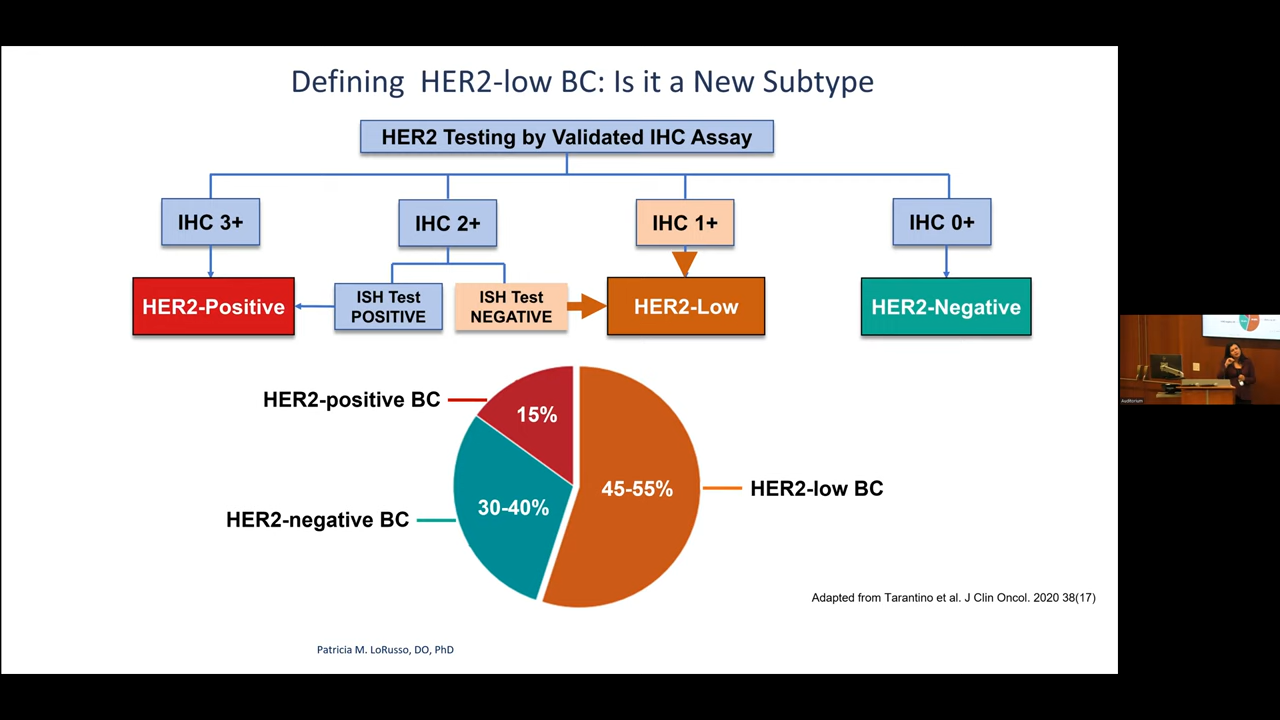 Defining HER2-low BC: Is it a New Subtype
HER2 Testing by Validated IHC Assay
IHC 3+
IHC 2+
IHC 1+
IHC 0+
HER2-Positive
ISH Test
POSITIVE
ISH Test
NEGATIVE
HER2-Low
HER2-Negative
HER2-positive BC
15%
45-55%
HER2-low BC
30-40%
HER2-negative BC
Adapted from Tarantino et al. J Clin Oncol. 2020 38(17)
Patricia M. LoRusso, DO, PhD
Auditorium